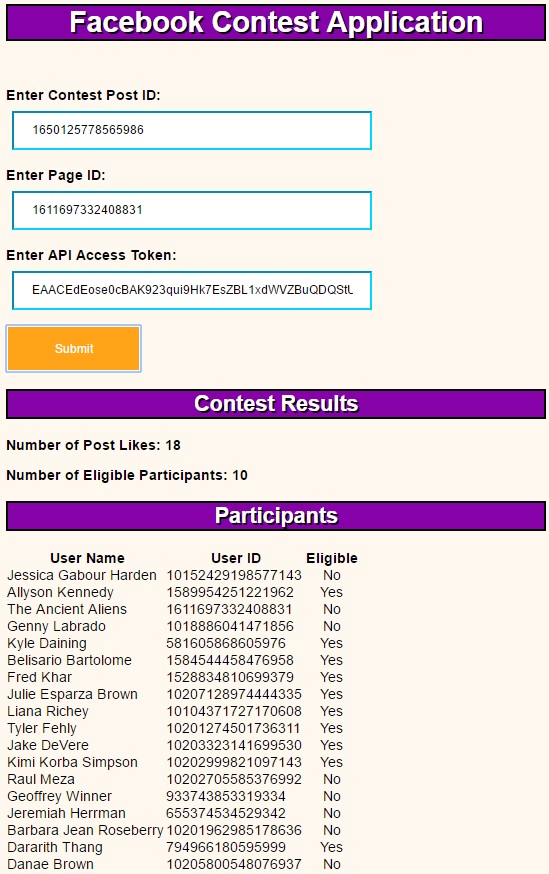 Facebook Contest Application
Enter Contest Post ID:
1650125778565986
Enter Page ID:
1611697332408831
Enter API Access Token:
EAACEdEose0cBAK923qui9Hk7EsZBL1xdWVZBuQDQStU
Submit
Contest Results
Number of Post Likes: 18
Number of Eligible Participants: 10
Participants
User Name User ID Eligible
Jessica Gabour Harden 10152429198577143 No
Allyson Kennedy 1589954251221962 Yes
The Ancient Aliens 1611697332408831 No
Genny Labrado 1018886041471856 No
Kyle Daining 581605868605976 Yes
Belisario Bartolome 1584544458476958 Yes
Fred Khar 1528834810699379 Yes
Julie Esparza Brown 10207128974444335 Yes
Liana Richey 10104371727170608 Yes
Tyler Fehly 10201274501736311 Yes
Jake DeVere 10203323141699530 Yes
Kimi Korba Simpson 10202999821097143 Yes
Raul Meza 10202705585376992 No
Geoffrey Winner 933743853319334 No
Jeremiah Herrman 655374534529342 No
Barbara Jean Roseberry 10201962985178636 No
Dararith Thang 794966180595999 Yes
Danae Brown 10205800548076937 No